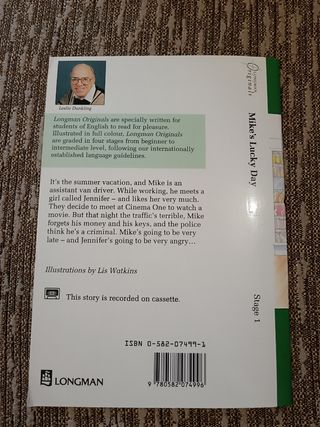 Leslie Dunkling
Longman Originals are specially written for
students of English to read for pleasure.
Illustrated in full colour, Longman Originals
are graded in four stages from beginner to
intermediate level, following our internationally
established language guidelines.
It's the summer vacation, and Mike is an
assistant van driver. While working, he meets a
girl called Jennifer – and likes her very much.
They decide to meet at Cinema One to watch a
movie. But that night the traffic's terrible, Mike
forgets his money and his keys, and the police
think he's a criminal. Mike's going to be very
late – and Jennifer's going to be very angry...
Illustrations by Lis Watkins
This story is recorded on cassette.
ISBN 0-582-07499-1
9 780582 074996
LONGMAN
LONGMAN
Originals
Mike's Lucky Day
Stage 1